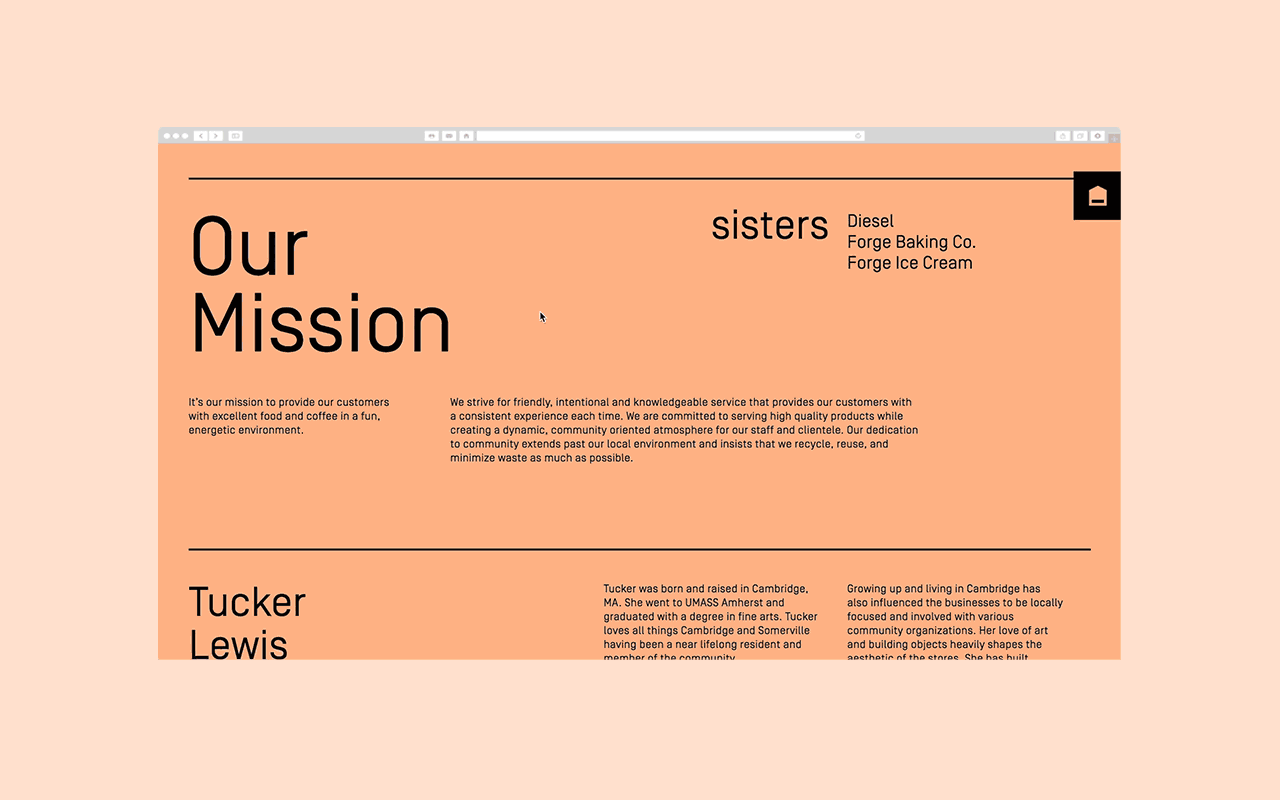 Our
Mission
sisters
Diesel
Forge Baking Co.
Forge Ice Cream
It’s our mission to provide our customers
with excellent food and coffee in a fun,
energetic environment.
We strive for friendly, intentional and knowledgeable service that provides our customers with
a consistent experience each time. We are committed to serving high quality products while
creating a dynamic, community oriented atmosphere for our staff and clientele. Our dedication
to community extends past our local environment and insists that we recycle, reuse, and
minimize waste as much as possible.
Tucker
Lewis
Tucker was born and raised in Cambridge,
MA. She went to UMASS Amherst and
graduated with a degree in fine arts. Tucker
loves all things Cambridge and Somerville
having been a near lifelong resident and
member of the community.
Growing up and living in Cambridge has
also influenced the businesses to be locally
focused and involved with various
community organizations. Her love of art
and building objects heavily shapes the
aesthetic of the stores. She has built